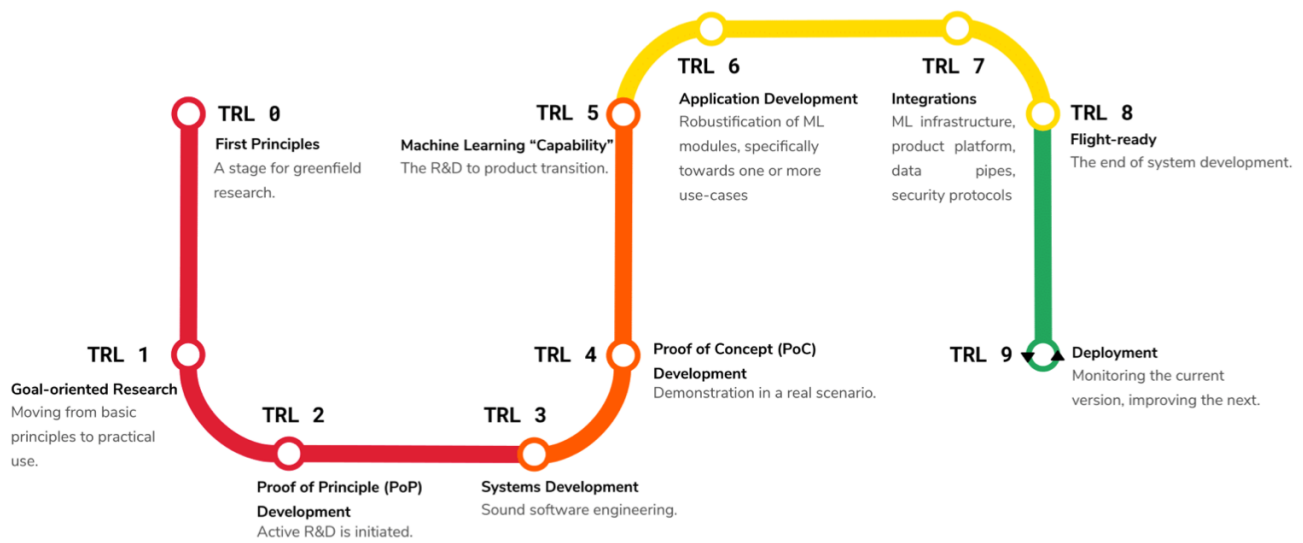 TRL 0
First Principles
A stage for greenfield
research.
TRL 1
Goal-oriented Research
Moving from basic
principles to practical
use.
TRL 2
Proof of Principle (PoP)
Development
Active R&D is initiated.
TRL 3
Systems Development
Sound software engineering.
TRL 4
Proof of Concept (PoC)
Development
Demonstration in a real scenario.
TRL 5
Machine Learning “Capability”
The R&D to product transition.
TRL 6
Application Development
Robustification of ML
modules, specifically
towards one or more
use-cases
TRL 7
Integrations
ML infrastructure,
product platform,
data pipes,
security protocols
TRL 8
Flight-ready
The end of system development.
TRL 9
Deployment
Monitoring the current
version, improving the next.